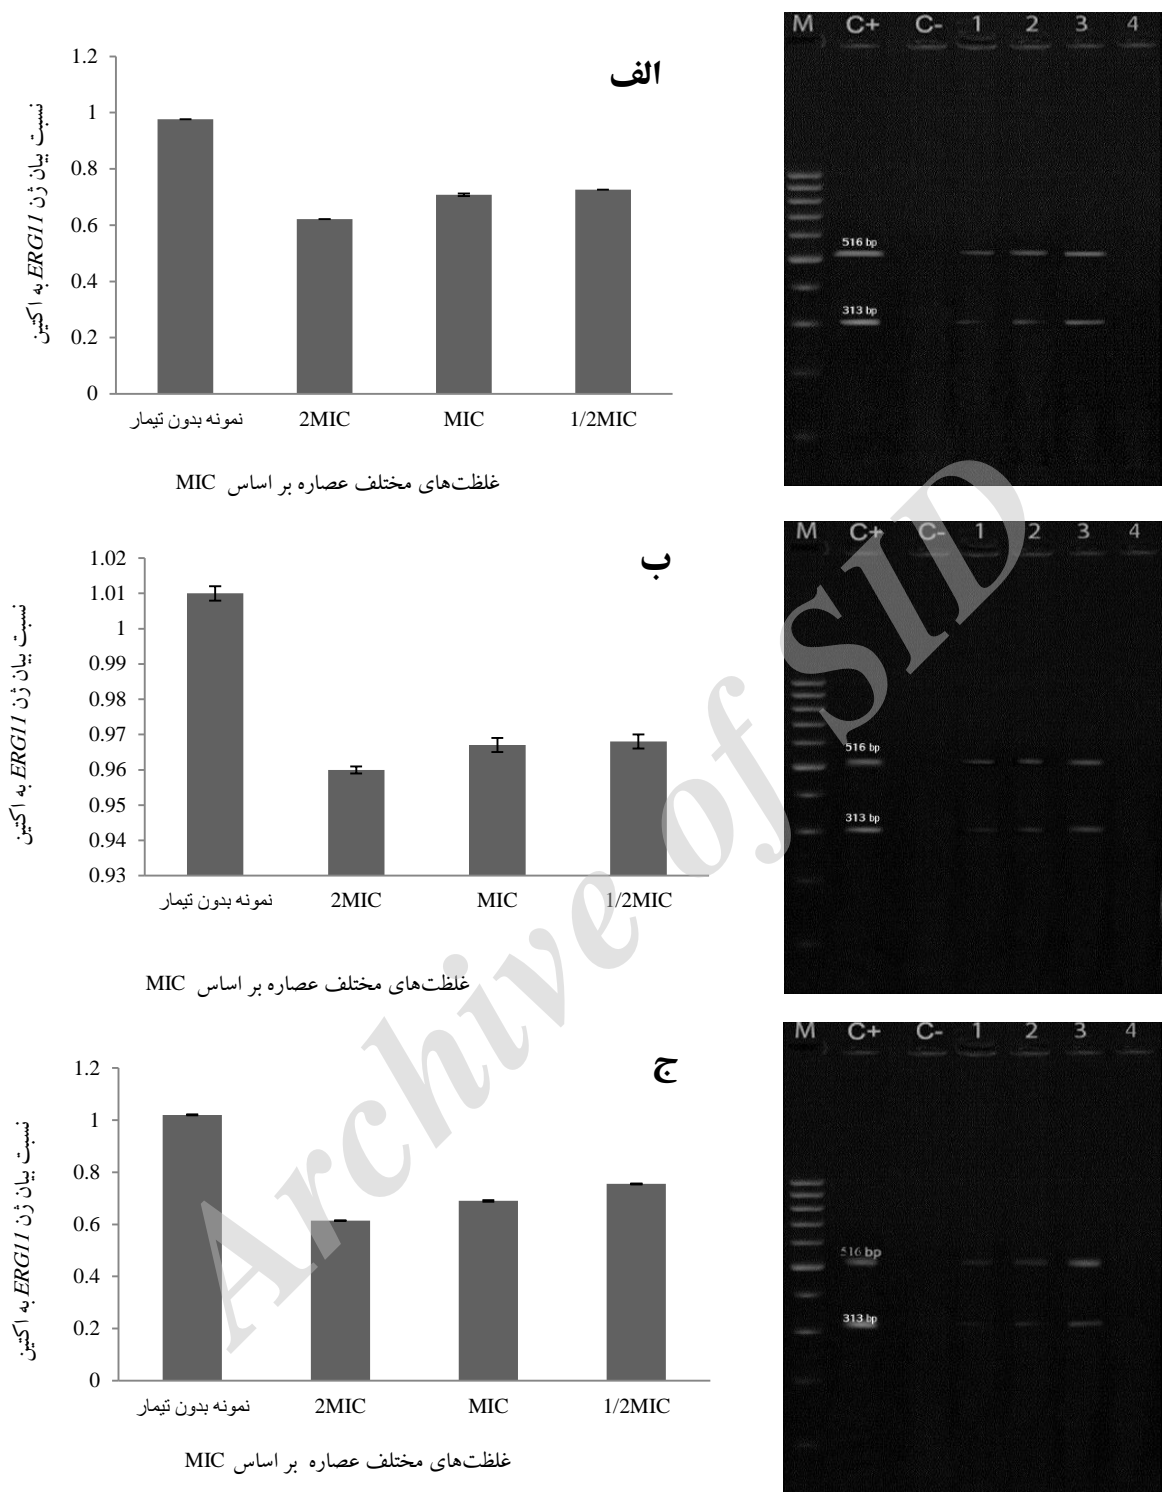 الف
نسبت بیان ژن ERG11 به اکتین
1.2
1
0.8
0.6
0.4
0.2
0
نمونه بدون تیمار 2MIC MIC 1/2MIC
غلظت‌های مختلف عصاره بر اساس MIC
M C+ C- 1 2 3 4
516 bp
313 bp
ب
نسبت بیان ژن ERG11 به اکتین
1.02
1.01
1
0.99
0.98
0.97
0.96
0.95
0.94
0.93
نمونه بدون تیمار 2MIC MIC 1/2MIC
غلظت‌های مختلف عصاره بر اساس MIC
M C+ C- 1 2 3 4
516 bp
313 bp
ج
نسبت بیان ژن ERG11 به اکتین
1.2
1
0.8
0.6
0.4
0.2
0
نمونه بدون تیمار 2MIC MIC 1/2MIC
غلظت‌های مختلف عصاره بر اساس MIC
M C+ C- 1 2 3 4
516 bp
313 bp
Archive of SID